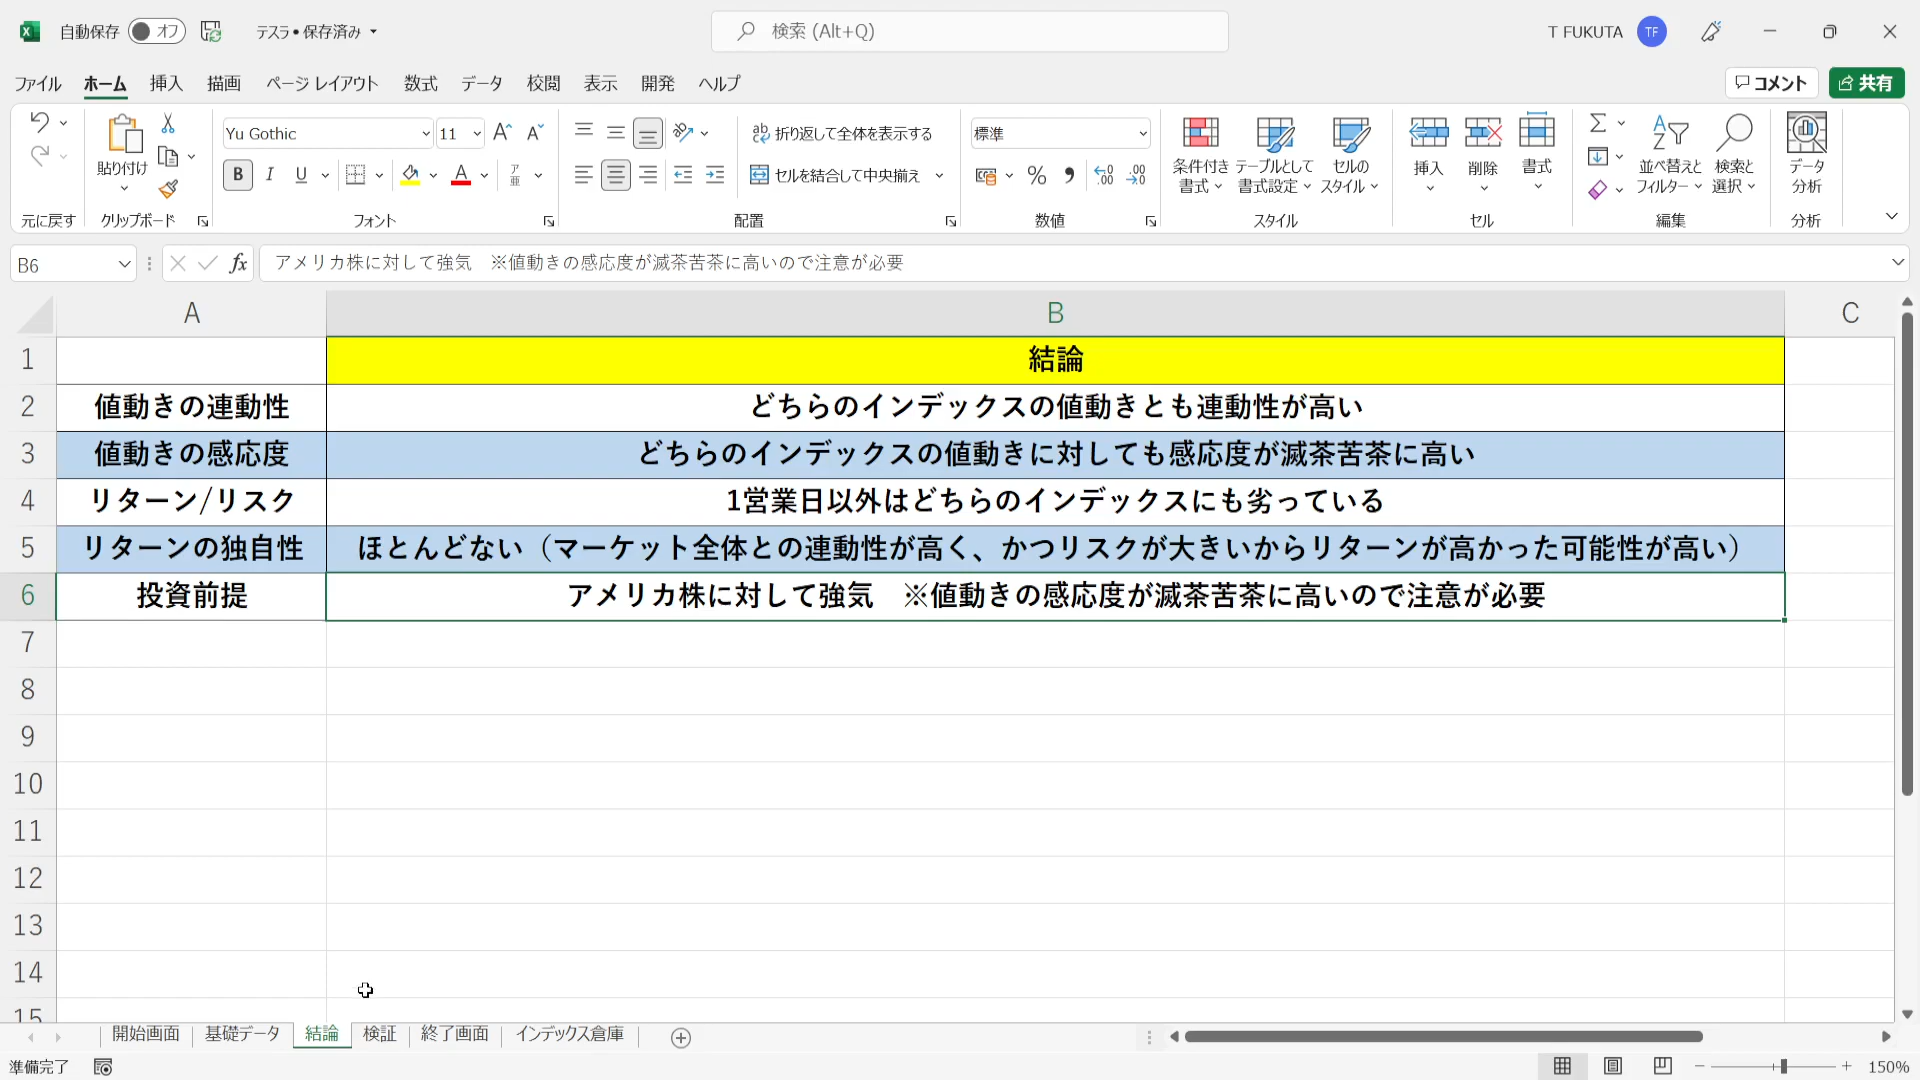 自動保存 オフ テスラ • 保存済み 検索 (Alt+Q) T FUKUTA TF
ファイル ホーム 挿入 描画 ページ レイアウト 数式 データ 校閲 表示 開発 ヘルプ コメント 共有
貼り付け
Yu Gothic 11
折り返して全体を表示する
標準
B I U
セルを結合して中央揃え
条件付き書式 テーブルとして書式設定 セルのスタイル
挿入 削除 書式
並べ替えとフィルター 検索と選択
データ分析
元に戻す クリップボード フォント 配置 数値 スタイル セル 編集 分析
B6 fx アメリカ株に対して強気　※値動きの感応度が滅茶苦茶に高いので注意が必要
A B C
1 結論
2 値動きの連動性 どちらのインデックスの値動きとも連動性が高い
3 値動きの感応度 どちらのインデックスの値動きに対しても感応度が滅茶苦茶に高い
4 リターン/リスク 1営業日以外はどちらのインデックスにも劣っている
5 リターンの独自性 ほとんどない（マーケット全体との連動性が高く、かつリスクが大きいからリターンが高かった可能性が高い）
6 投資前提 アメリカ株に対して強気　※値動きの感応度が滅茶苦茶に高いので注意が必要
7
8
9
10
11
12
13
14
15
開始画面 基礎データ 結論 検証 終了画面 インデックス倉庫
準備完了 150%